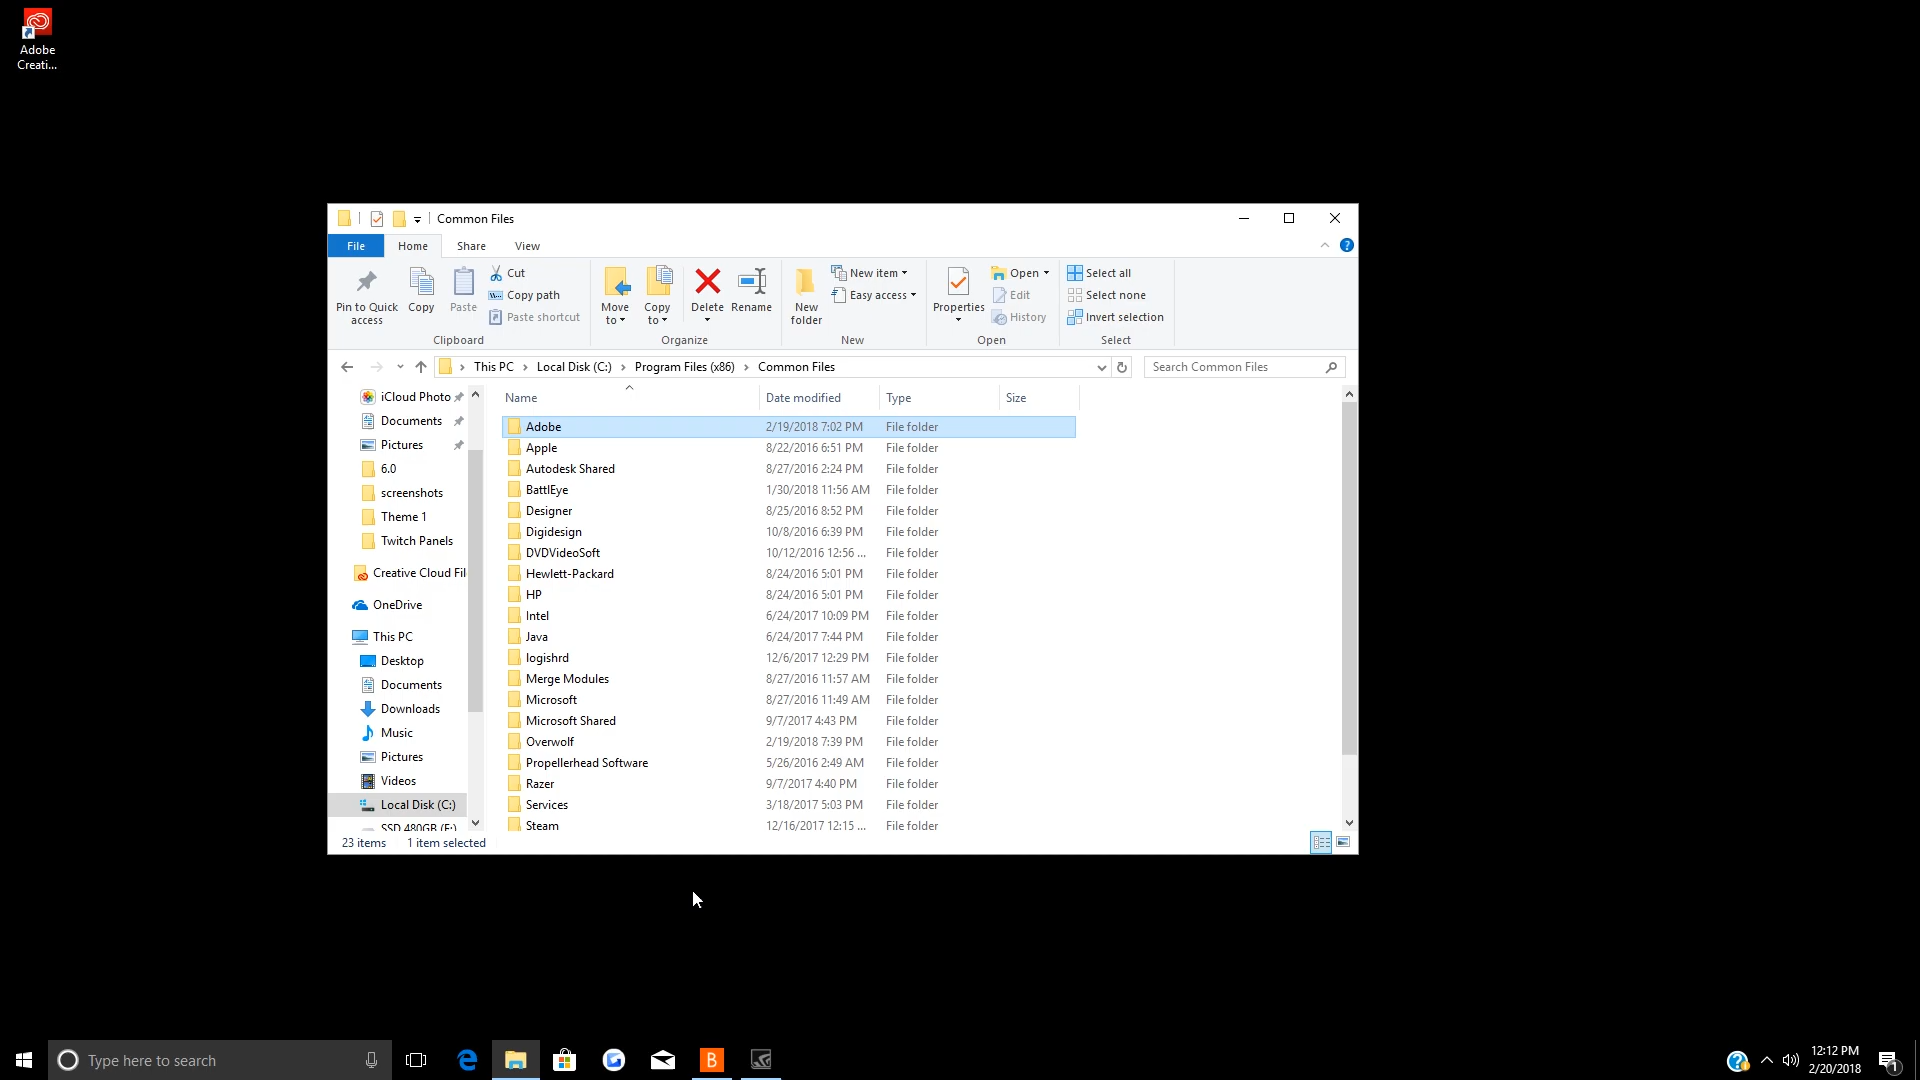 Adobe
Creati...
Common Files
File Home Share View
Pin to Quick
access
Copy
Paste
Cut
Copy path
Paste shortcut
Clipboard
Move
to
Copy
to
Delete
Rename
Organize
New
folder
New item
Easy access
New
Properties
Open
Edit
History
Open
Select all
Select none
Invert selection
Select
This PC > Local Disk (C:) > Program Files (x86) > Common Files
Search Common Files
iCloud Photo
Documents
Pictures
6.0
screenshots
Theme 1
Twitch Panels
Creative Cloud Fil
OneDrive
This PC
Desktop
Documents
Downloads
Music
Pictures
Videos
Local Disk (C:)
SSD 480GB (F:)
Name Date modified Type Size
Adobe 2/19/2018 7:02 PM File folder
Apple 8/22/2016 6:51 PM File folder
Autodesk Shared 8/27/2016 2:24 PM File folder
BattlEye 1/30/2018 11:56 AM File folder
Designer 8/25/2016 8:52 PM File folder
Digidesign 10/8/2016 6:39 PM File folder
DVDVideoSoft 10/12/2016 12:56 ... File folder
Hewlett-Packard 8/24/2016 5:01 PM File folder
HP 8/24/2016 5:01 PM File folder
Intel 6/24/2017 10:09 PM File folder
Java 6/24/2017 7:44 PM File folder
logishrd 12/6/2017 12:29 PM File folder
Merge Modules 8/27/2016 11:57 AM File folder
Microsoft 8/27/2016 11:49 AM File folder
Microsoft Shared 9/7/2017 4:43 PM File folder
Overwolf 2/19/2018 7:39 PM File folder
Propellerhead Software 5/26/2016 2:49 AM File folder
Razer 9/7/2017 4:40 PM File folder
Services 3/18/2017 5:03 PM File folder
Steam 12/16/2017 12:15 ... File folder
23 items 1 item selected
Type here to search
B
12:12 PM
2/20/2018
1